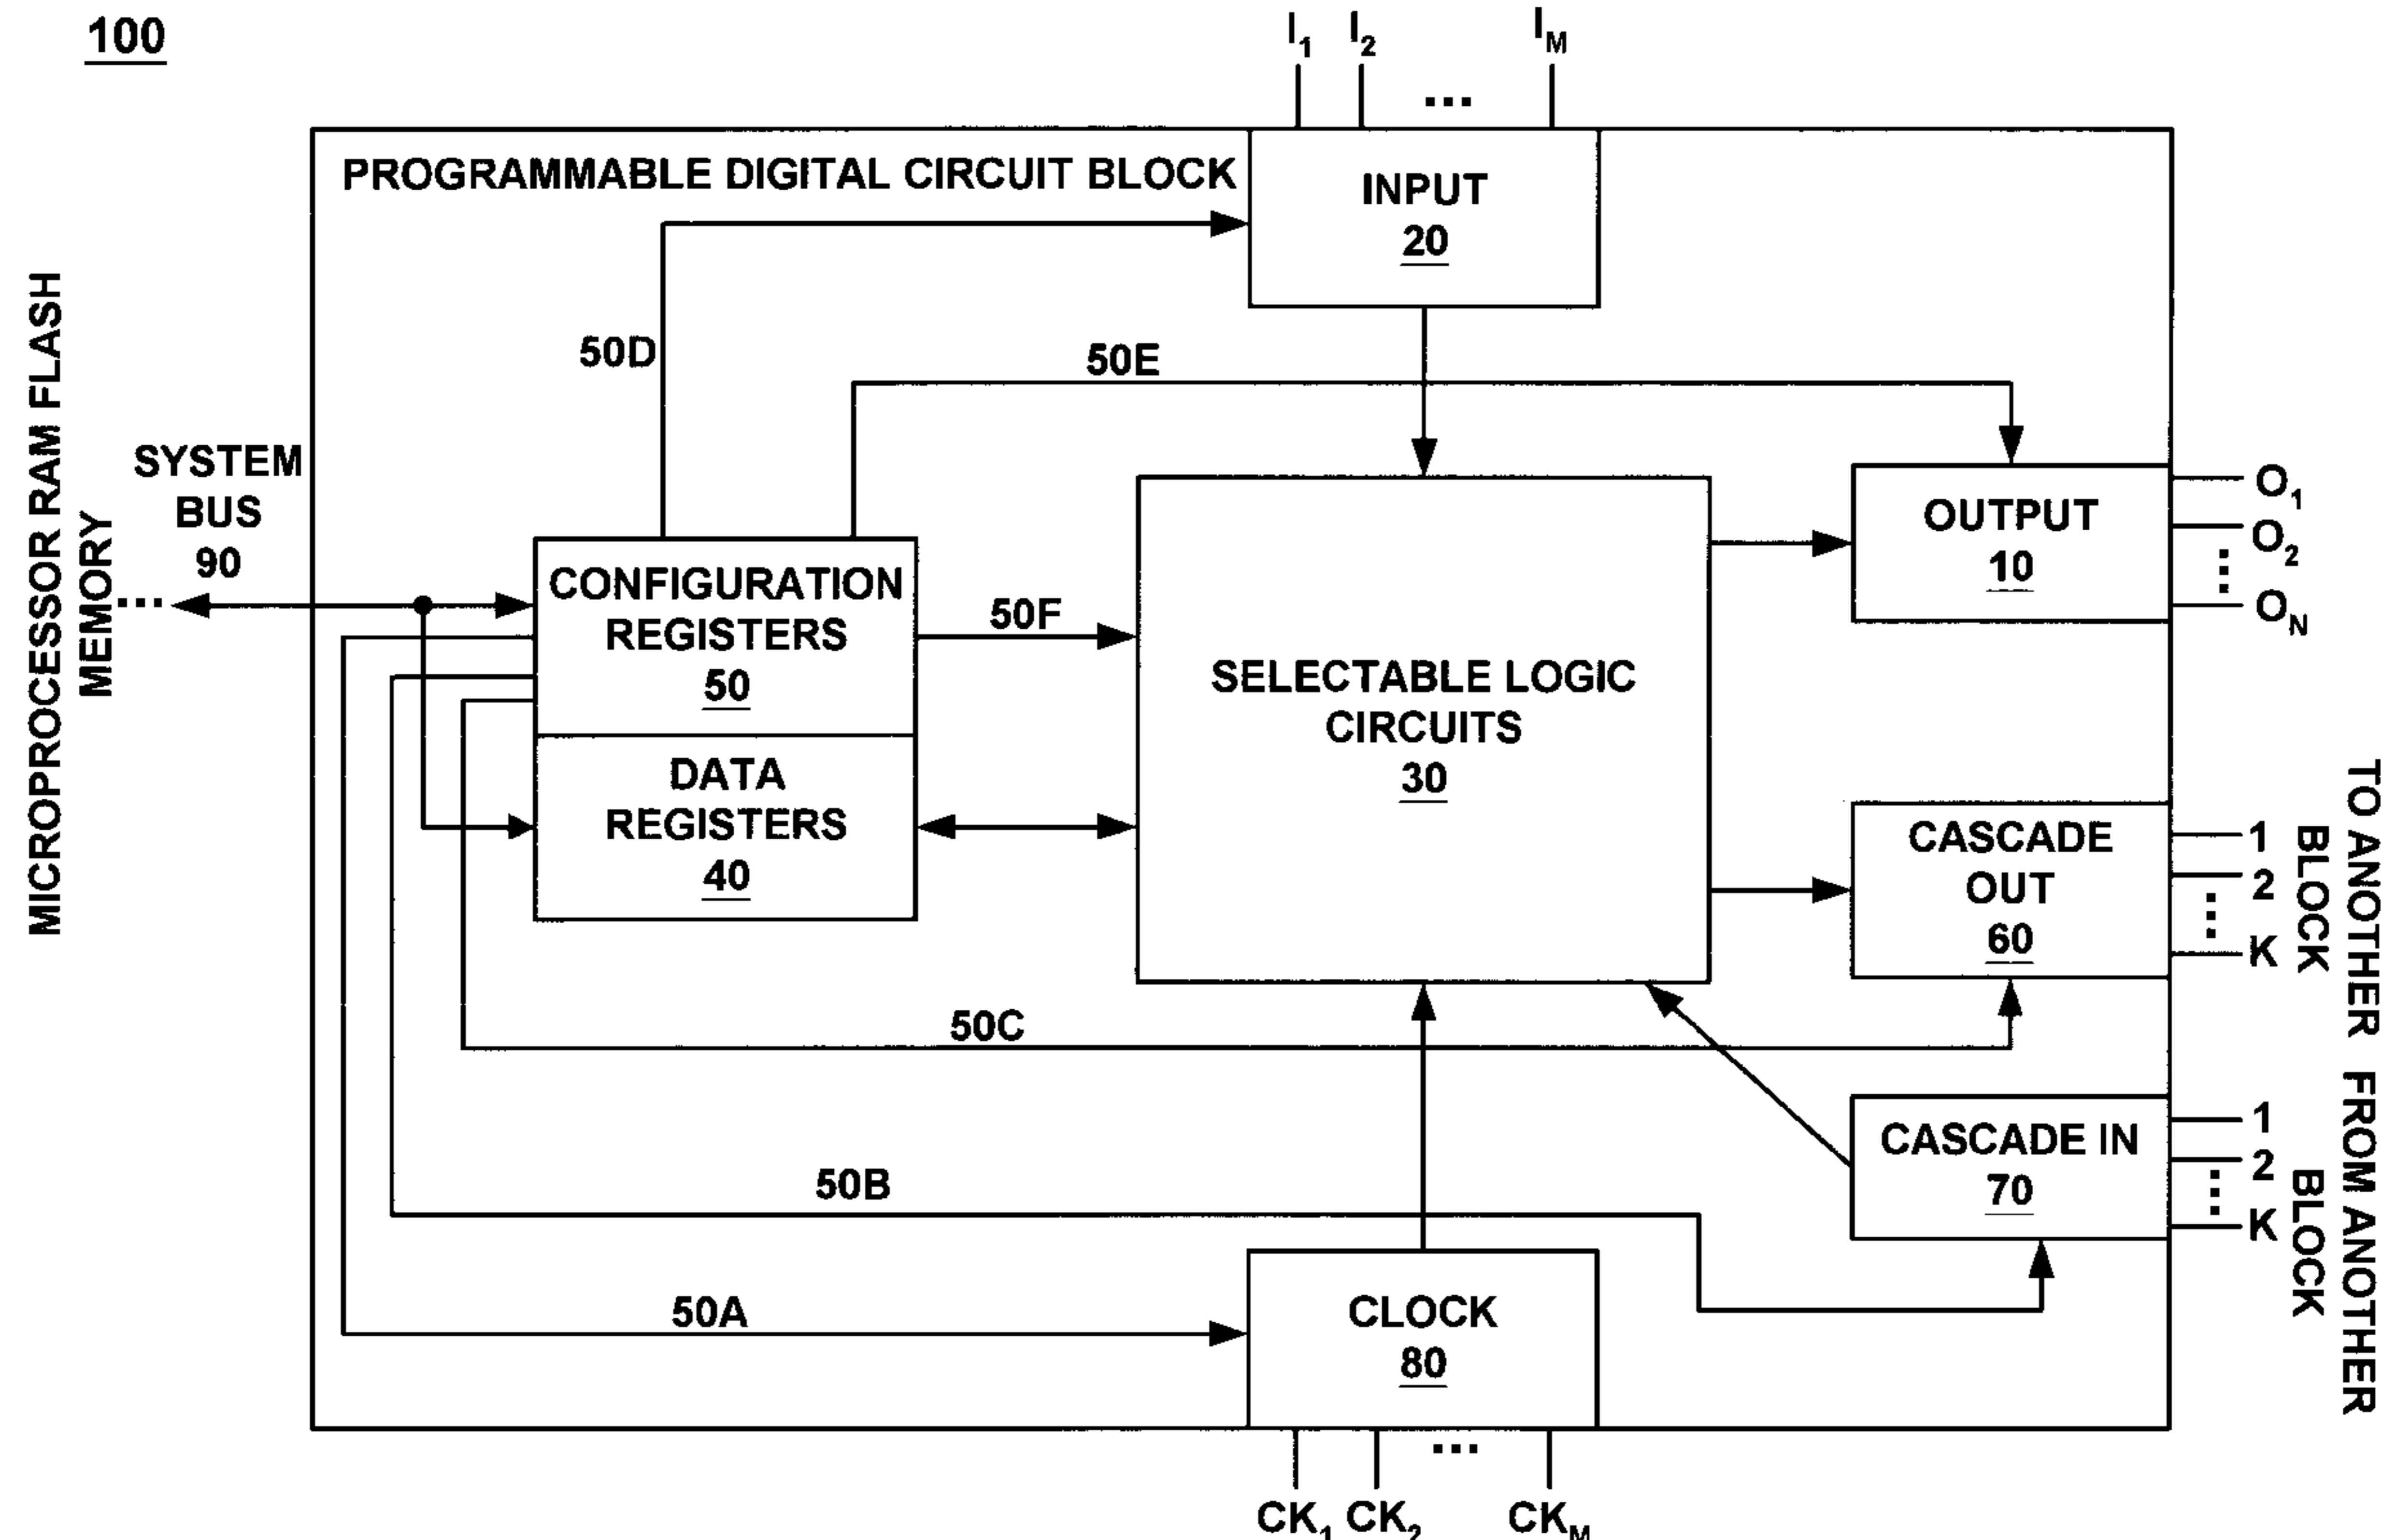 100
I1 I2 ... IM
PROGRAMMABLE DIGITAL CIRCUIT BLOCK
INPUT
20
50D
50E
MICROPROCESSOR RAM FLASH
MEMORY
...
SYSTEM
BUS
90
CONFIGURATION
REGISTERS
50
50F
DATA
REGISTERS
40
SELECTABLE LOGIC
CIRCUITS
30
OUTPUT
10
O1
O2
...
ON
CASCADE
OUT
60
1
2
...
K
TO ANOTHER
BLOCK
50C
CASCADE IN
70
1
2
...
K
FROM ANOTHER
BLOCK
50B
50A
CLOCK
80
...
CK1 CK2 CKM